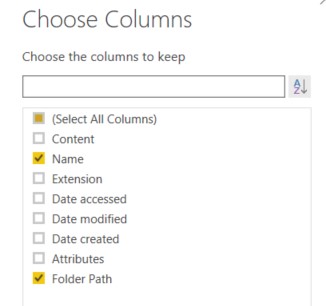 Choose Columns
Choose the columns to keep
(Select All Columns)
Content
Name
Extension
Date accessed
Date modified
Date created
Attributes
Folder Path